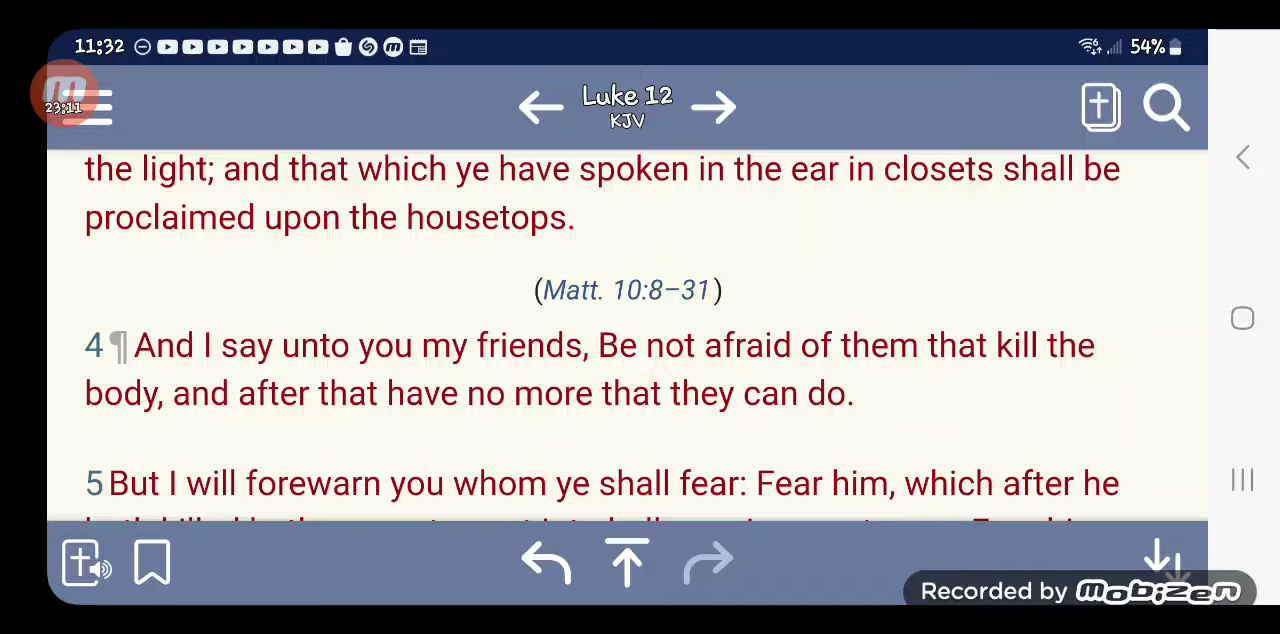 11:32 54%
23:11
Luke 12
KJV
the light; and that which ye have spoken in the ear in closets shall be
proclaimed upon the housetops.
(Matt. 10:8–31)
4 ¶ And I say unto you my friends, Be not afraid of them that kill the
body, and after that have no more that they can do.
5 But I will forewarn you whom ye shall fear: Fear him, which after he
Recorded by Mobizen